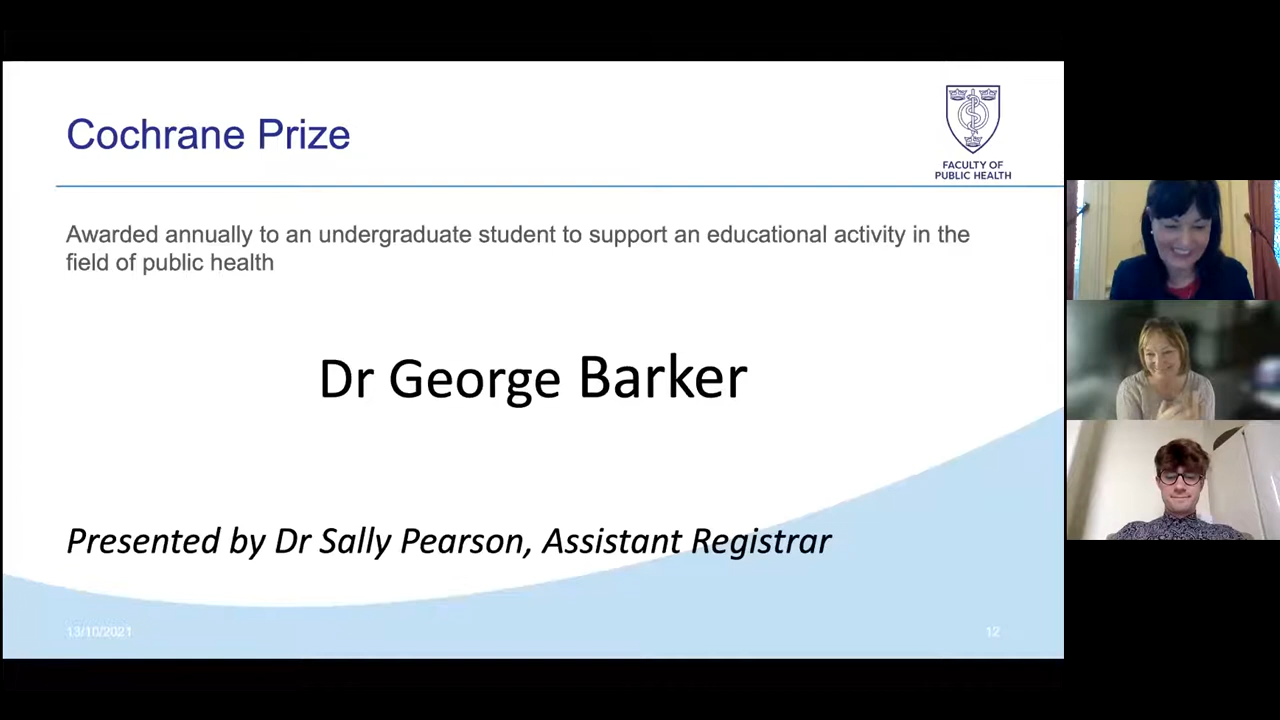 Cochrane Prize
FACULTY OF
PUBLIC HEALTH
Awarded annually to an undergraduate student to support an educational activity in the
field of public health
Dr George Barker
Presented by Dr Sally Pearson, Assistant Registrar
13/10/2021
12